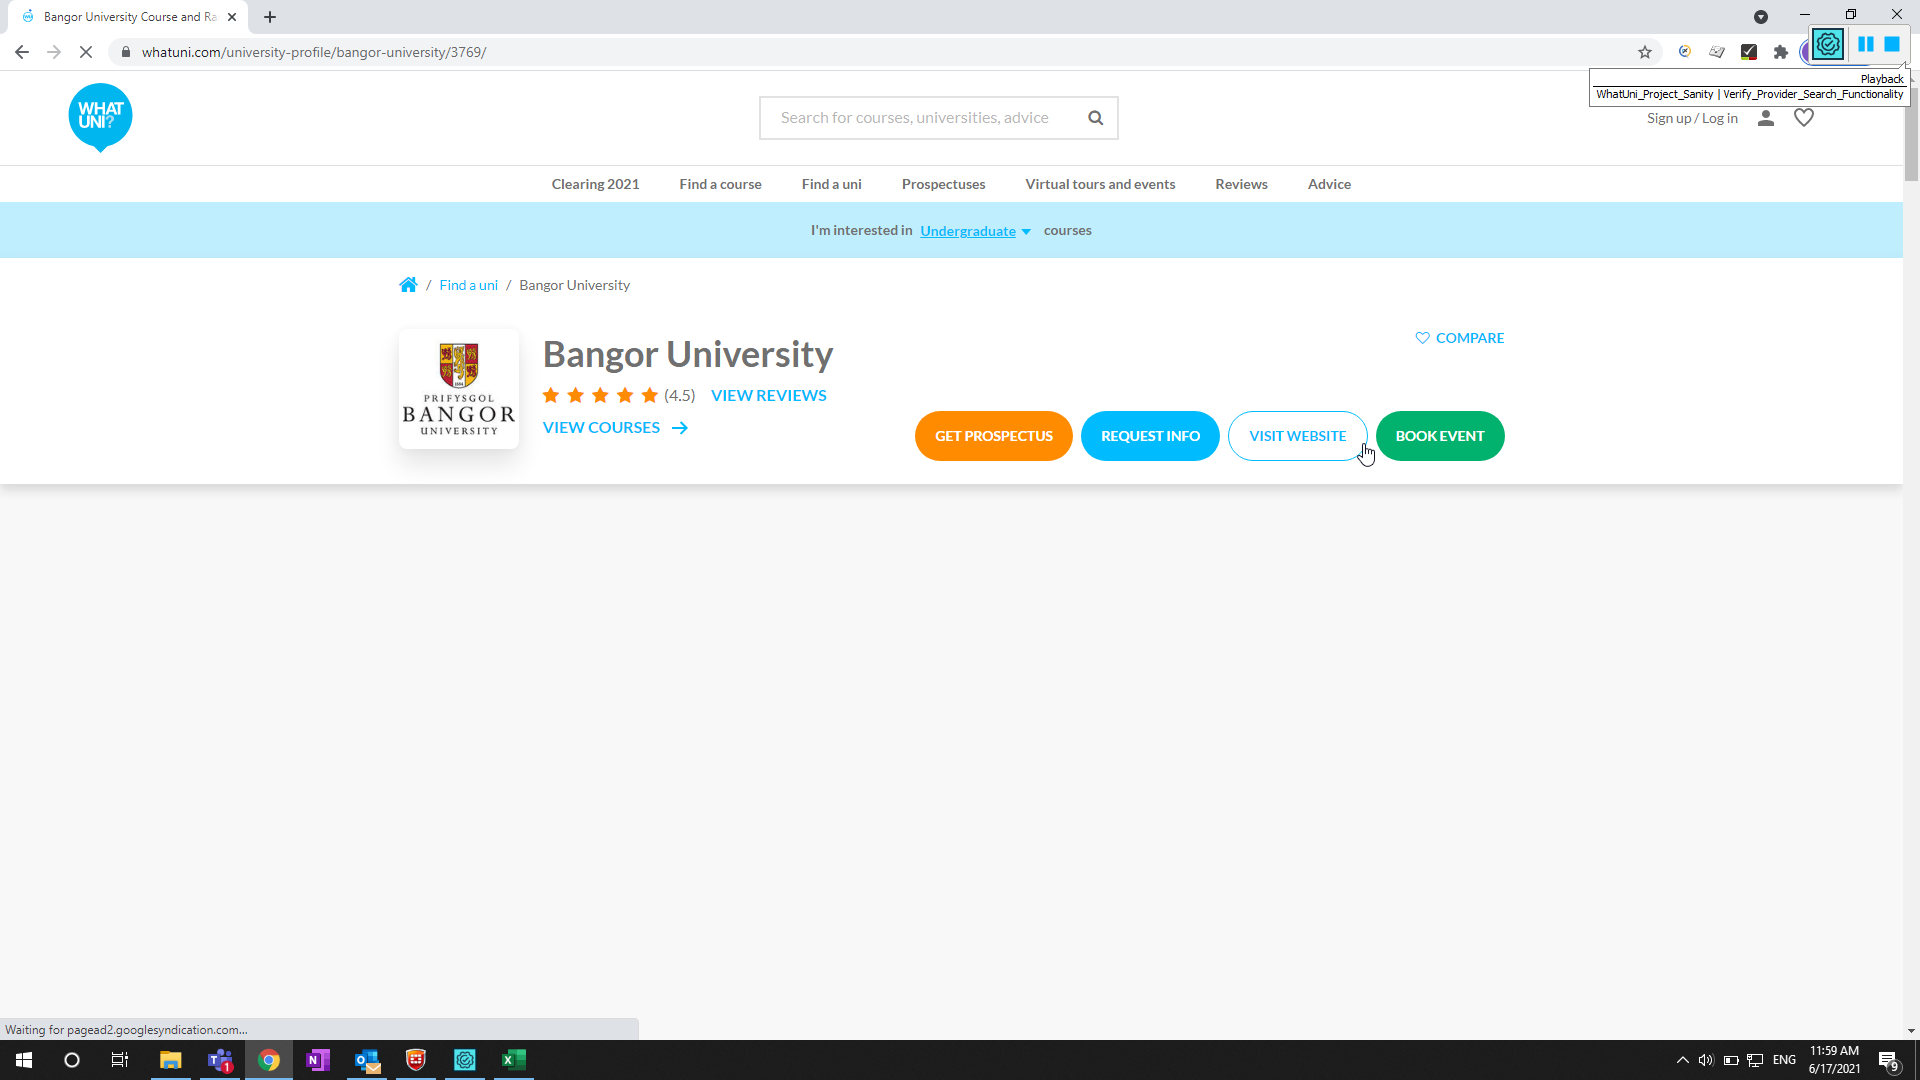 Bangor University Course and Ra
whatuni.com/university-profile/bangor-university/3769/
Playback
WhatUni_Project_Sanity | Verify_Provider_Search_Functionality
WHAT
UNI?
Search for courses, universities, advice
Sign up / Log in
Clearing 2021
Find a course
Find a uni
Prospectuses
Virtual tours and events
Reviews
Advice
I'm interested in Undergraduate courses
/ Find a uni / Bangor University
PRIFYSGOL
BANGOR
UNIVERSITY
Bangor University
COMPARE
(4.5) VIEW REVIEWS
VIEW COURSES
GET PROSPECTUS
REQUEST INFO
VISIT WEBSITE
BOOK EVENT
Waiting for pagead2.googlesyndication.com...
1
ENG
11:59 AM
6/17/2021
9